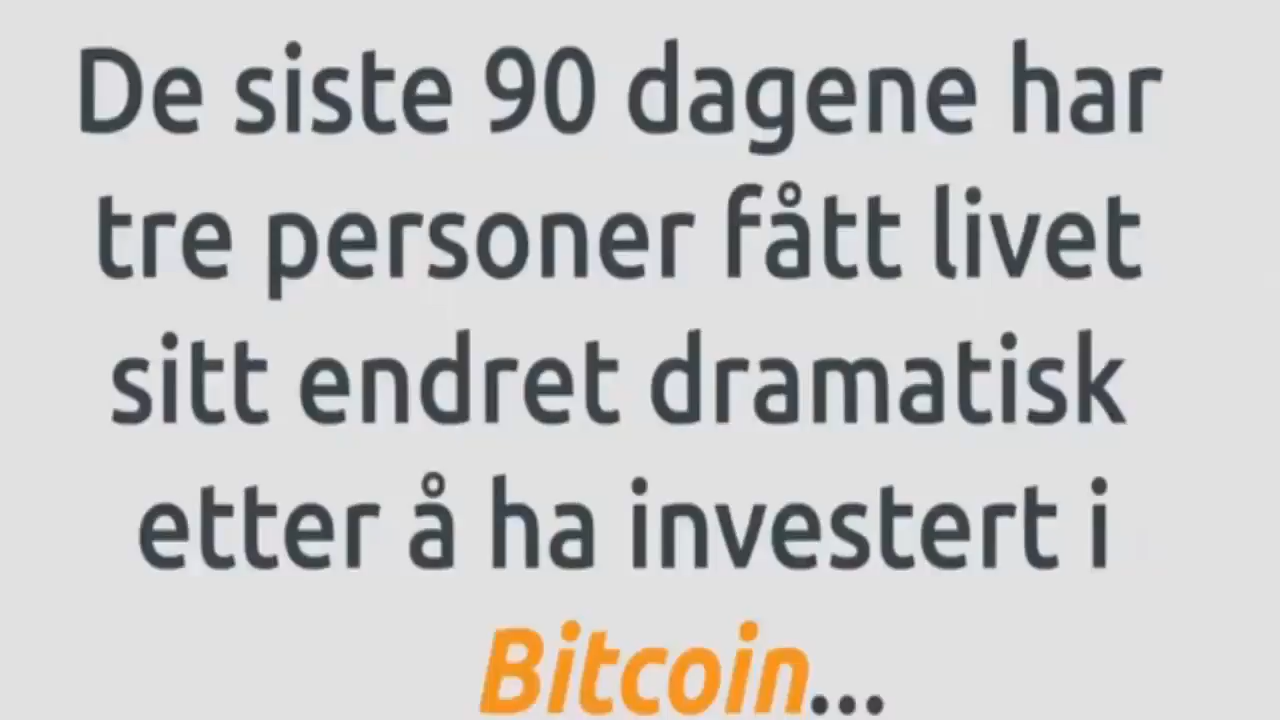 De siste 90 dagene har
tre personer fått livet
sitt endret dramatisk
etter å ha investert i
Bitcoin...